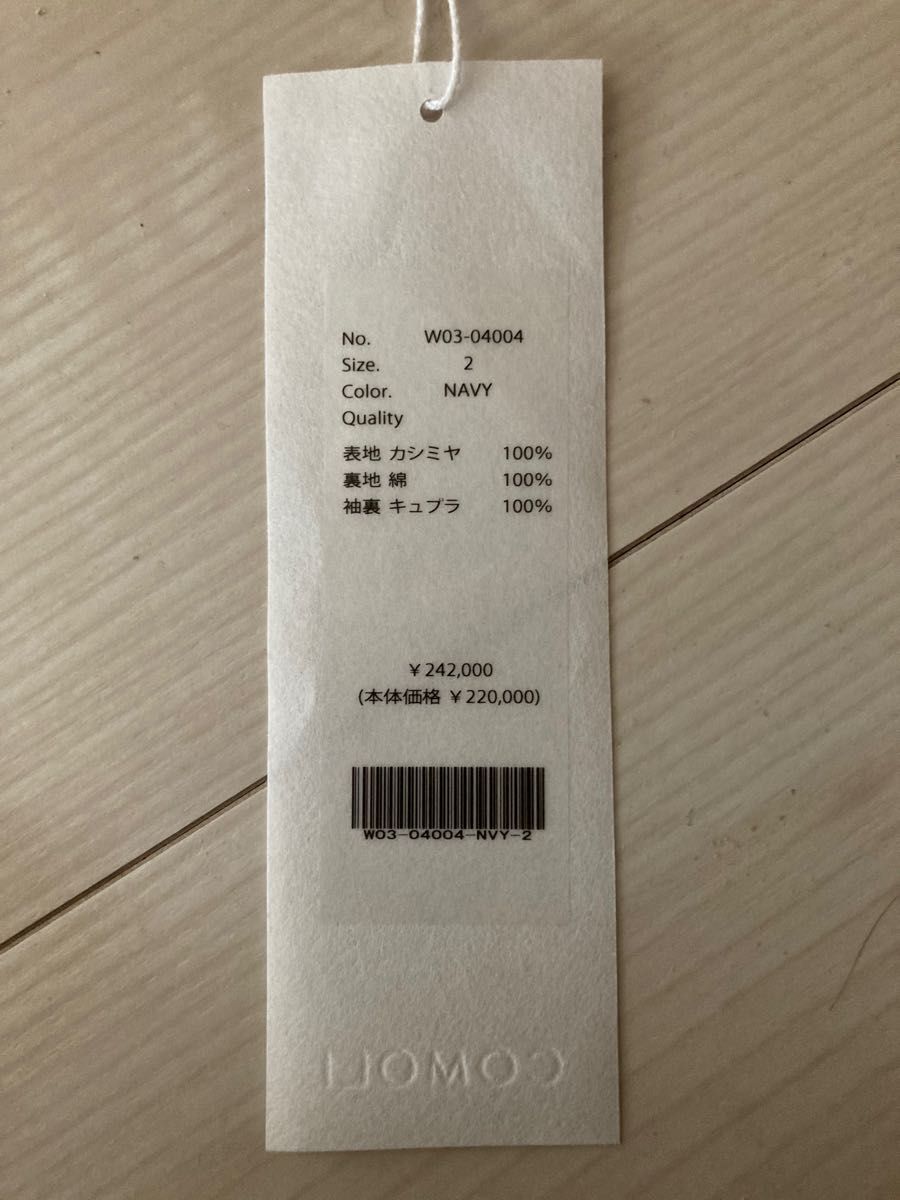 No. W03-04004
Size. 2
Color. NAVY
Quality
表地 カシミヤ 100%
裏地 綿 100%
袖裏 キュプラ 100%
¥242,000
(本体価格 ¥220,000)
W03-04004-NVY-2
COMOLI